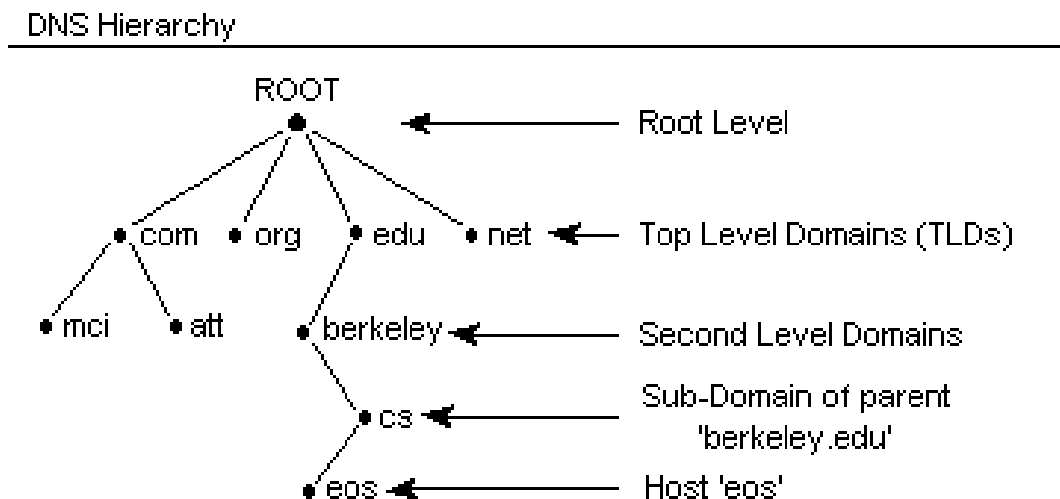 DNS Hierarchy
ROOT
Root Level
com org edu net
Top Level Domains (TLDs)
mci att berkeley
Second Level Domains
cs
Sub-Domain of parent
'berkeley.edu'
eos
Host 'eos'